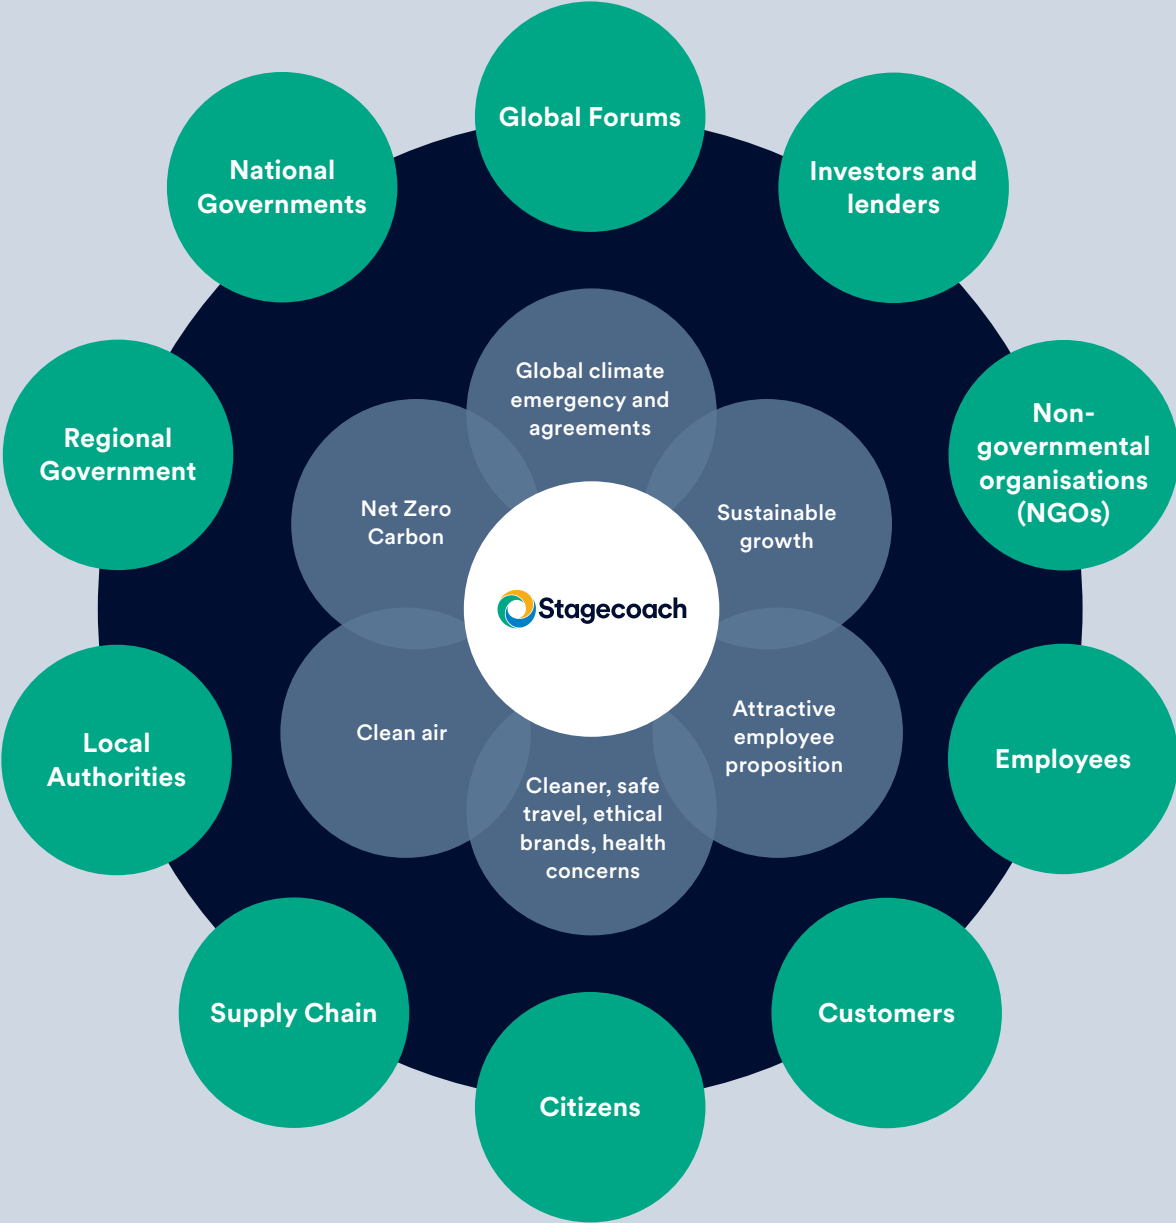 Global Forums
National
Governments
Investors and
lenders
Regional
Government
Non-
governmental
organisations
(NGOs)
Global climate
emergency and
agreements
Net Zero
Carbon
Sustainable
growth
Stagecoach
Clean air
Attractive
employee
proposition
Cleaner, safe
travel, ethical
brands, health
concerns
Local
Authorities
Employees
Supply Chain
Customers
Citizens